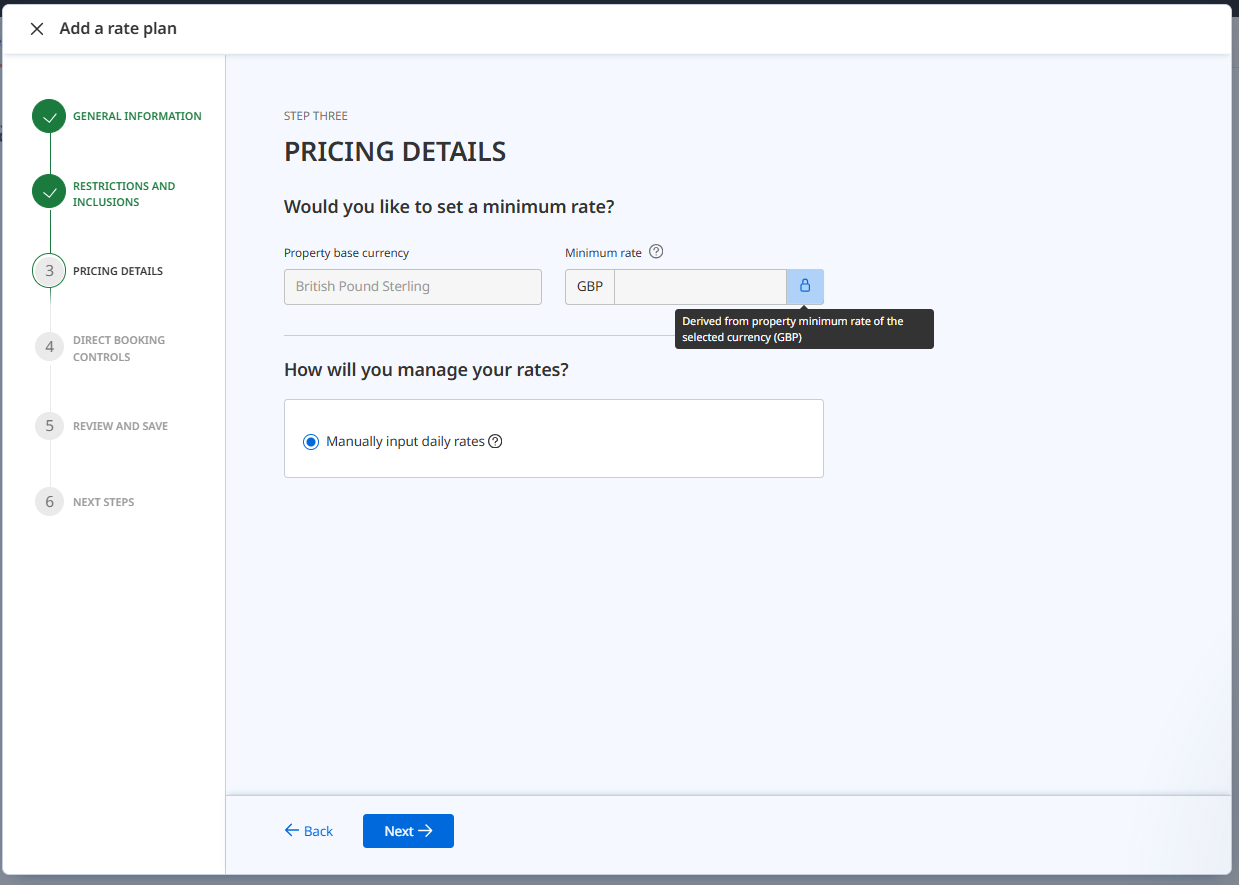 Add a rate plan
GENERAL INFORMATION
RESTRICTIONS AND
INCLUSIONS
3 PRICING DETAILS
4 DIRECT BOOKING
CONTROLS
5 REVIEW AND SAVE
6 NEXT STEPS
STEP THREE
PRICING DETAILS
Would you like to set a minimum rate?
Property base currency
British Pound Sterling
Minimum rate ?
GBP
Derived from property minimum rate of the
selected currency (GBP)
How will you manage your rates?
Manually input daily rates ?
Back
Next